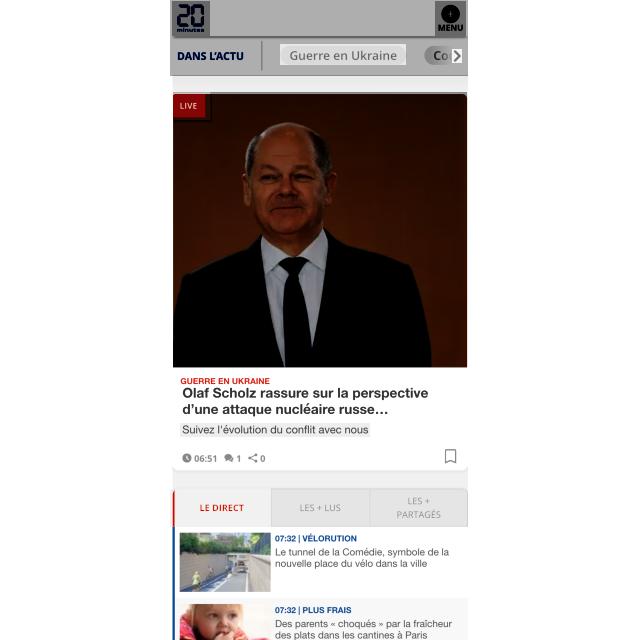 20
minutes
MENU
DANS L'ACTU
Guerre en Ukraine
Co
LIVE
GUERRE EN UKRAINE
Olaf Scholz rassure sur la perspective
d'une attaque nucléaire russe…
Suivez l'évolution du conflit avec nous
06:51 1 0
LE DIRECT
LES + LUS
LES +
PARTAGÉS
07:32 | VÉLORUTION
Le tunnel de la Comédie, symbole de la
nouvelle place du vélo dans la ville
07:32 | PLUS FRAIS
Des parents « choqués » par la fraîcheur
des plats dans les cantines à Paris